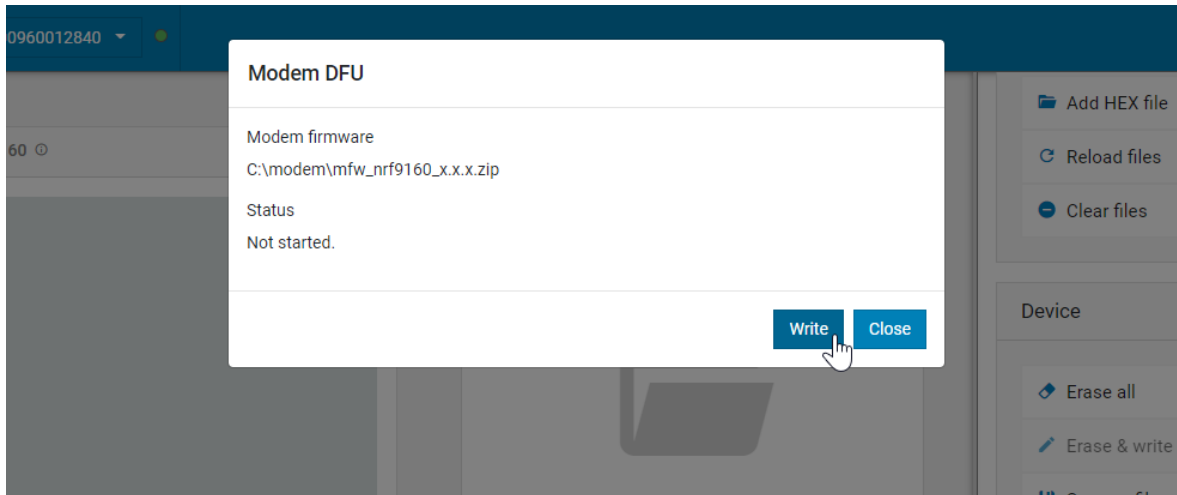 0960012840
60
Modem DFU
Modem firmware
C:\modem\mfw_nrf9160_x.x.x.zip
Status
Not started.
Write
Close
Add HEX file
Reload files
Clear files
Device
Erase all
Erase & write